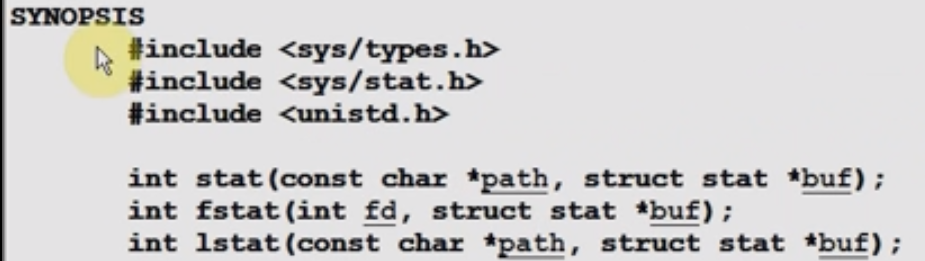 SYNOPSIS
#include <sys/types.h>
#include <sys/stat.h>
#include <unistd.h>
int stat(const char *path, struct stat *buf);
int fstat(int fd, struct stat *buf);
int lstat(const char *path, struct stat *buf);